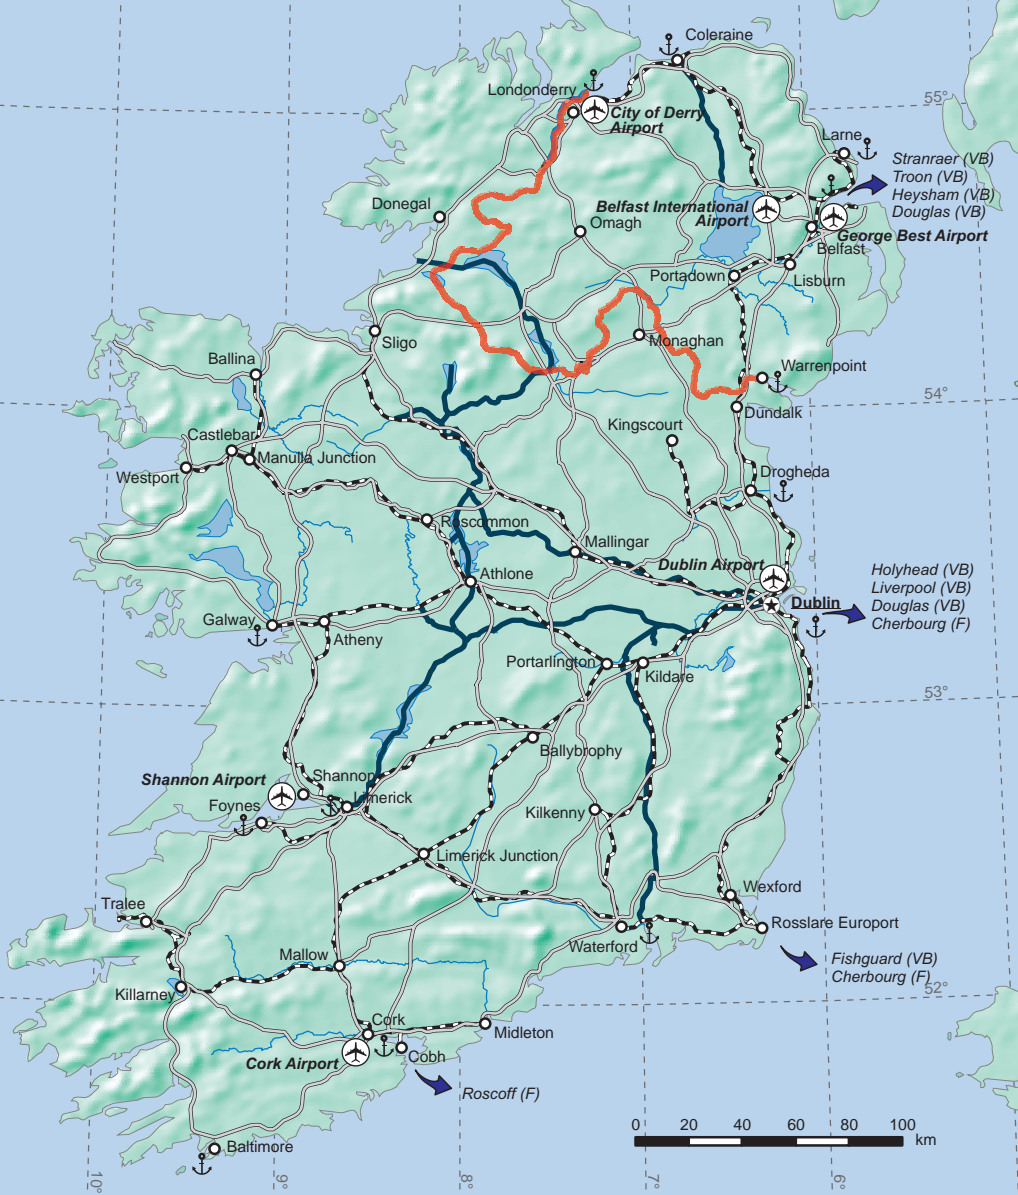 Coleraine
55°
Londonderry
City of Derry
Airport
Larne
Stranraer (VB)
Troon (VB)
Heysham (VB)
Douglas (VB)
Donegal
Belfast International
Airport
Omagh
George Best Airport
Belfast
Portadown
Lisburn
Sligo
Monaghan
Ballina
Warrenpoint
54°
Dundalk
Kingscourt
Castlebar
Manulla Junction
Westport
Drogheda
Roscommon
Mallingar
Dublin Airport
Athlone
Holyhead (VB)
Liverpool (VB)
Douglas (VB)
Cherbourg (F)
Dublin
Galway
Atheny
Portarlington
Kildare
53°
Ballybrophy
Shannon Airport
Shannon
Limerick
Foynes
Kilkenny
Limerick Junction
Wexford
Tralee
Rosslare Europort
Waterford
Mallow
Fishguard (VB)
Cherbourg (F)
Killarney
52°
Cork
Midleton
Cork Airport
Cobh
Roscoff (F)
Baltimore
0 20 40 60 80 100
km
10° 9° 8° 7° 6°